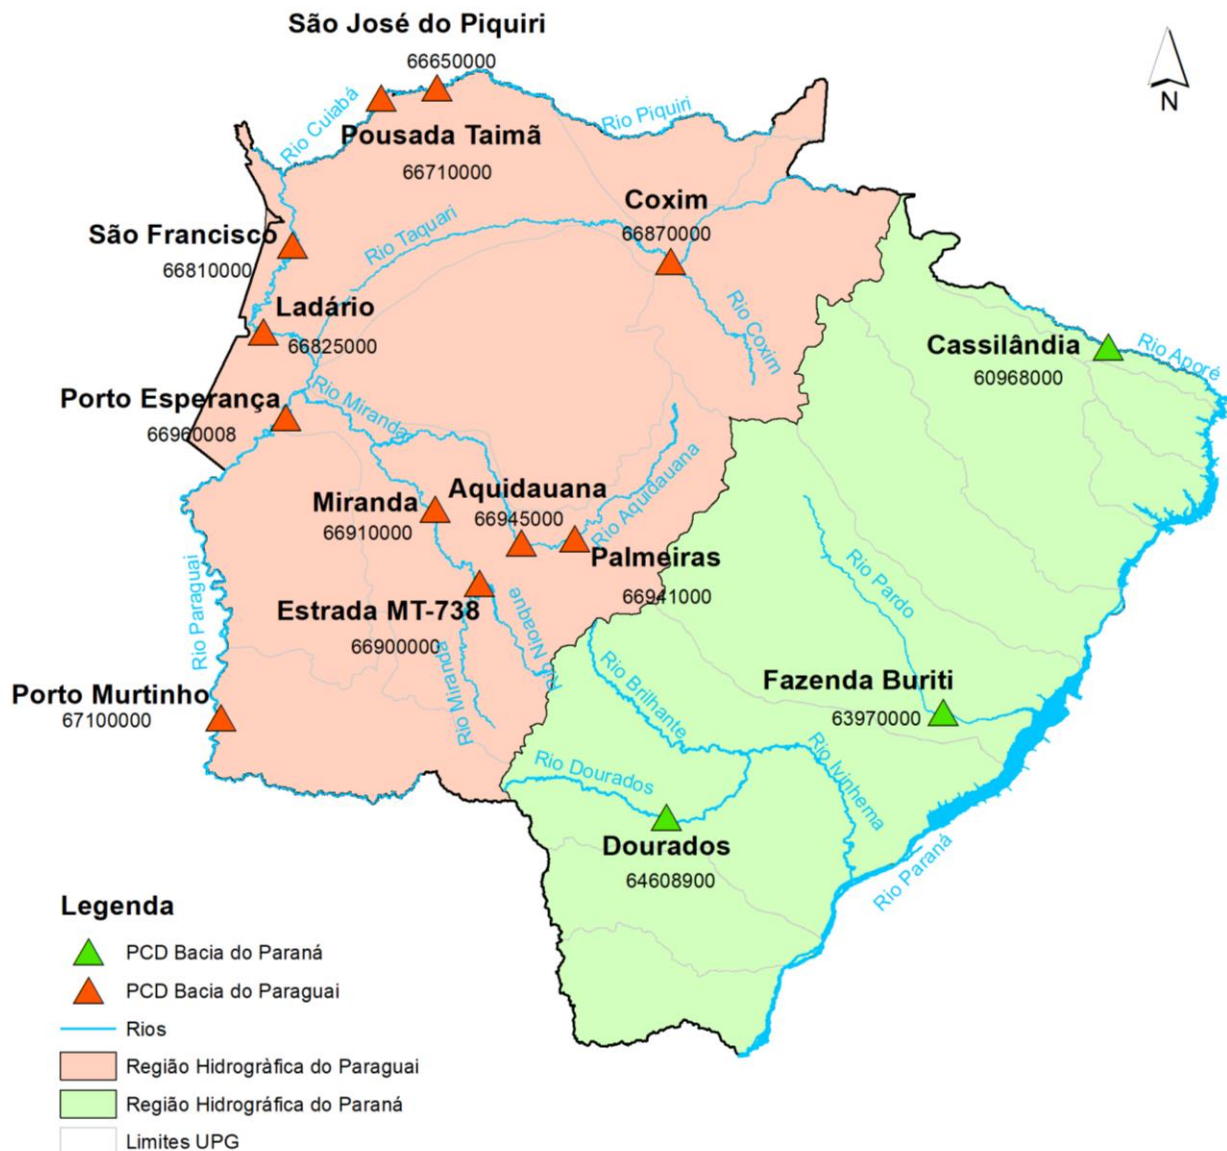 São José do Piquiri
66650000
N
Rio Cuiabá
Rio Piquiri
Pousada Taimã
66710000
Coxim
66870000
São Francisco
66810000
Rio Taquari
Ladário
66825000
Rio Coxim
Cassilândia
60968000
Rio Aporé
Porto Esperança
66960008
Rio Miranda
Miranda
66910000
Aquidauana
66945000
Rio Aquidauana
Palmeiras
66941000
Rio Paraguai
Estrada MT-738
66900000
Rio Nioaque
Rio Miranda
Rio Pardo
Porto Murtinho
67100000
Rio Brilhante
Fazenda Buriti
63970000
Rio Dourados
Rio Ivinhema
Dourados
64608900
Rio Paraná
Legenda
PCD Bacia do Paraná
PCD Bacia do Paraguai
Rios
Região Hidrogràfica do Paraguai
Região Hidrográfica do Paraná
Limites UPG